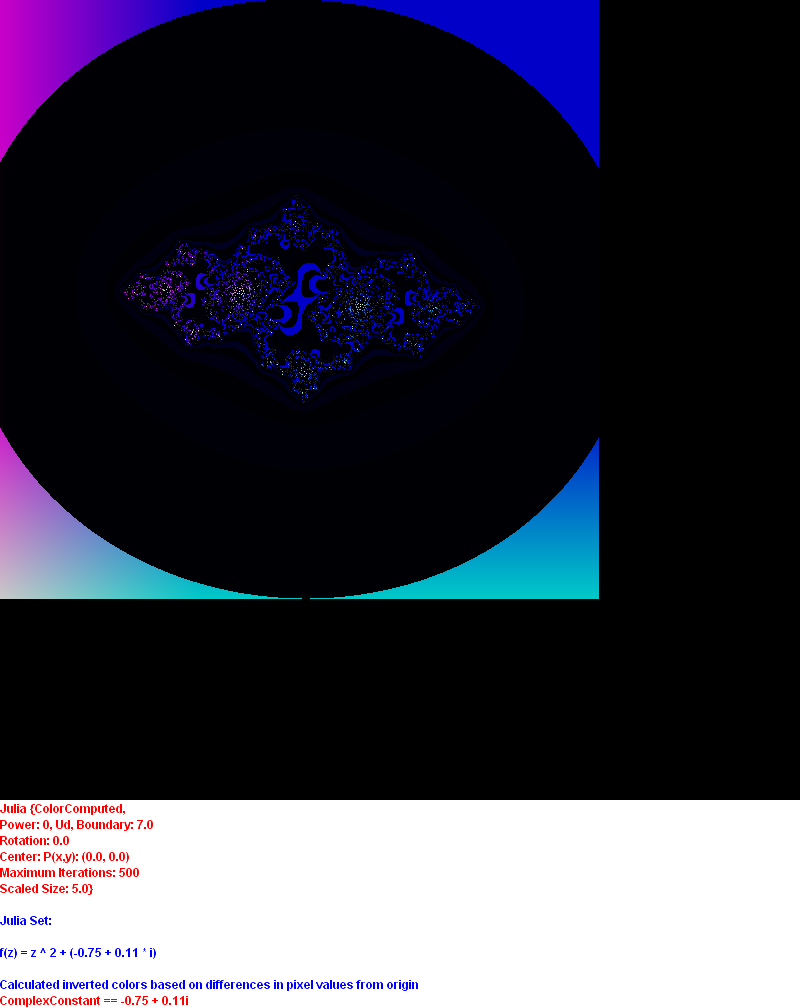 Julia {ColorComputed,
Power: 0, Ud, Boundary: 7.0
Rotation: 0.0
Center: P(x,y): (0.0, 0.0)
Maximum Iterations: 500
Scaled Size: 5.0}
Julia Set:
f(z) = z ^ 2 + (-0.75 + 0.11 * i)
Calculated inverted colors based on differences in pixel values from origin
ComplexConstant == -0.75 + 0.11i